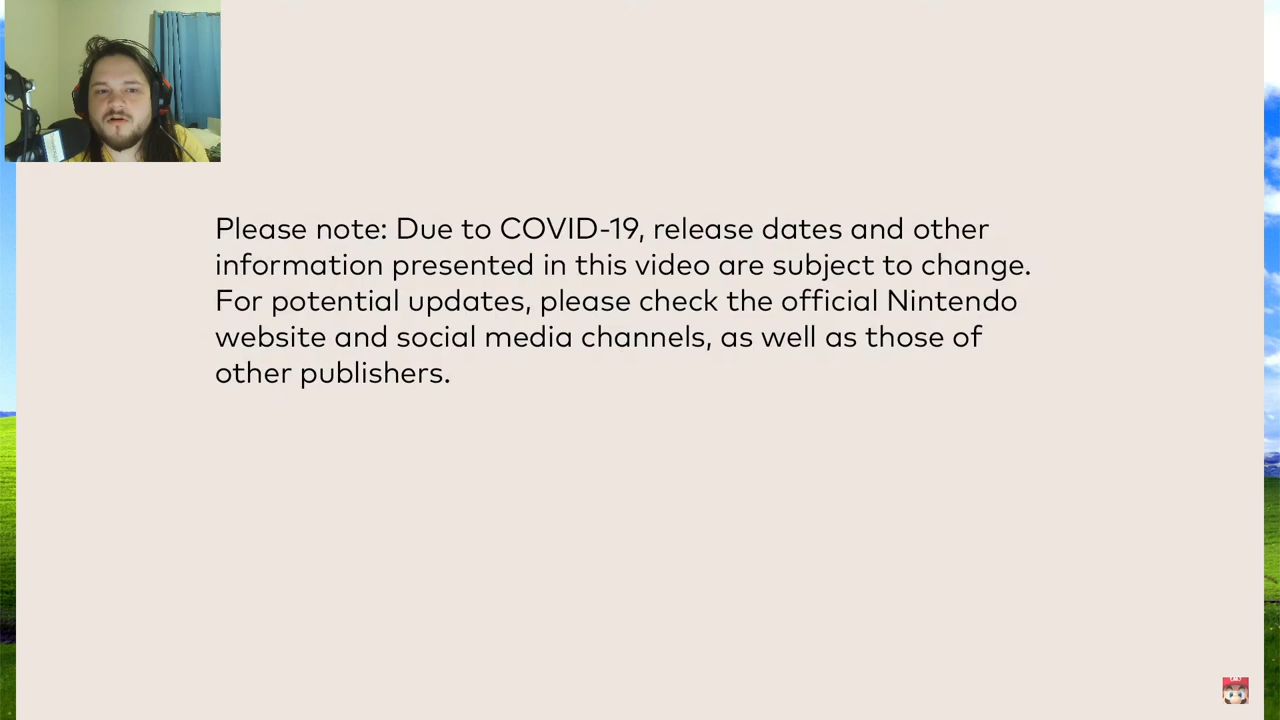 Please note: Due to COVID-19, release dates and other
information presented in this video are subject to change.
For potential updates, please check the official Nintendo
website and social media channels, as well as those of
other publishers.